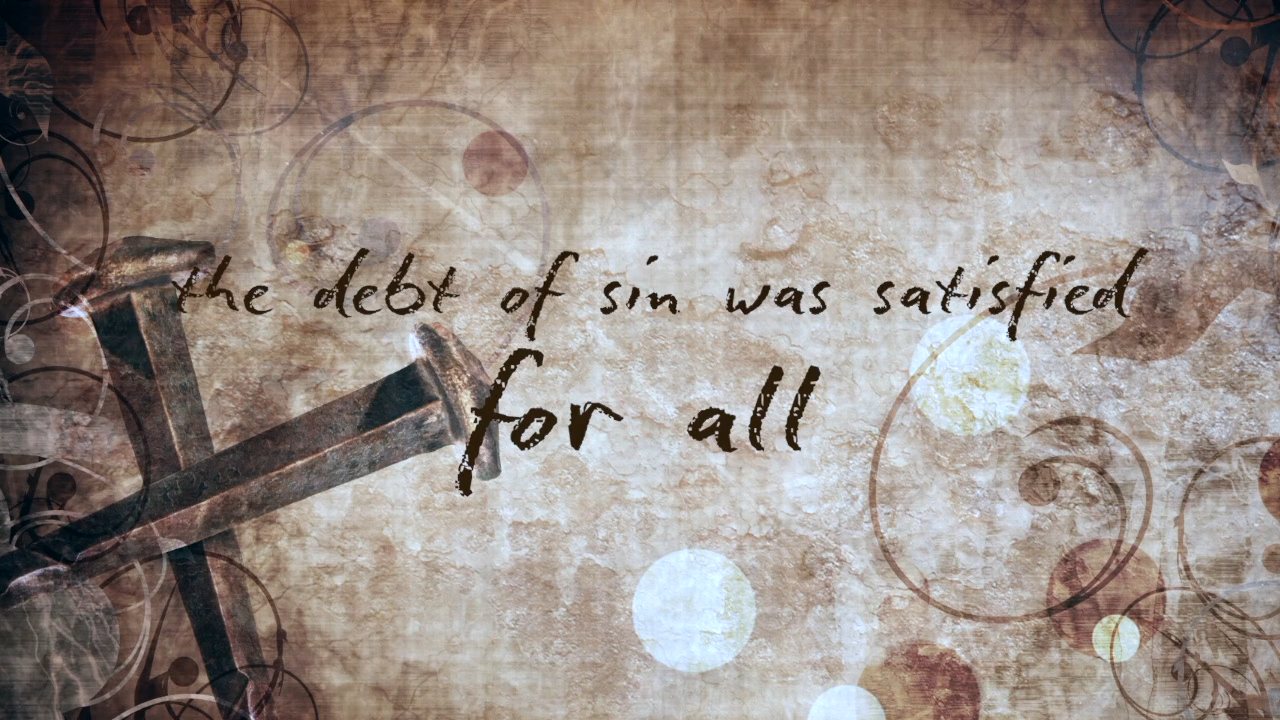 the debt of sin was satisfied
for all